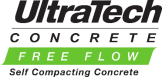 UltraTech
CONCRETE
FREE FLOW
Self Compacting Concrete